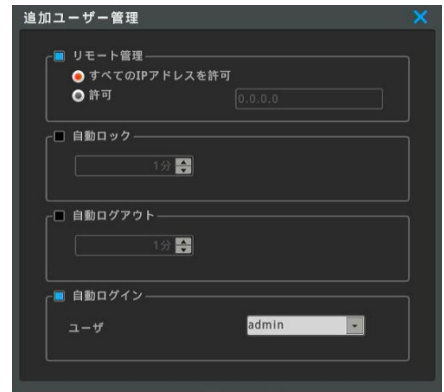 追加ユーザー管理
リモート管理
すべてのIPアドレスを許可
許可 0.0.0.0
自動ロック
1分
自動ログアウト
1分
自動ログイン
ユーザ admin